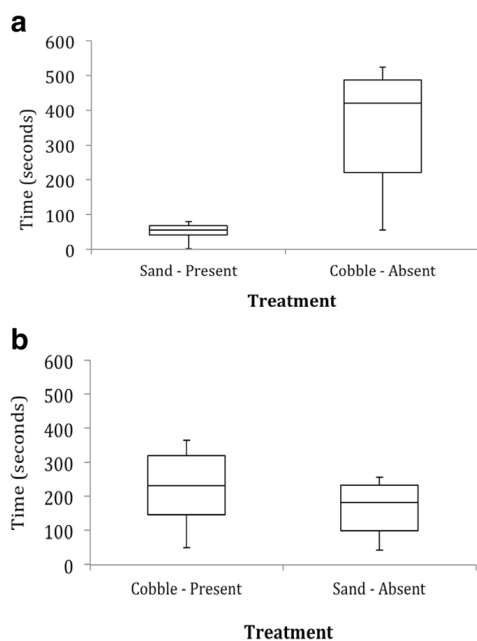 a
600
500
400
300
200
100
0
Time (seconds)
Sand - Present Cobble - Absent
Treatment
b
600
500
400
300
200
100
0
Time (seconds)
Cobble - Present Sand - Absent
Treatment